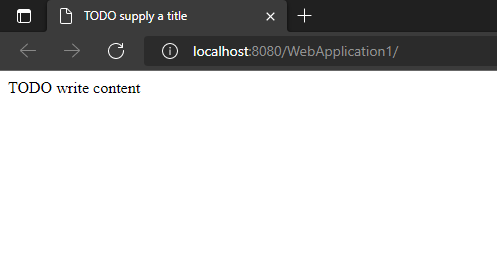 TODO supply a title
localhost:8080/WebApplication1/
TODO write content